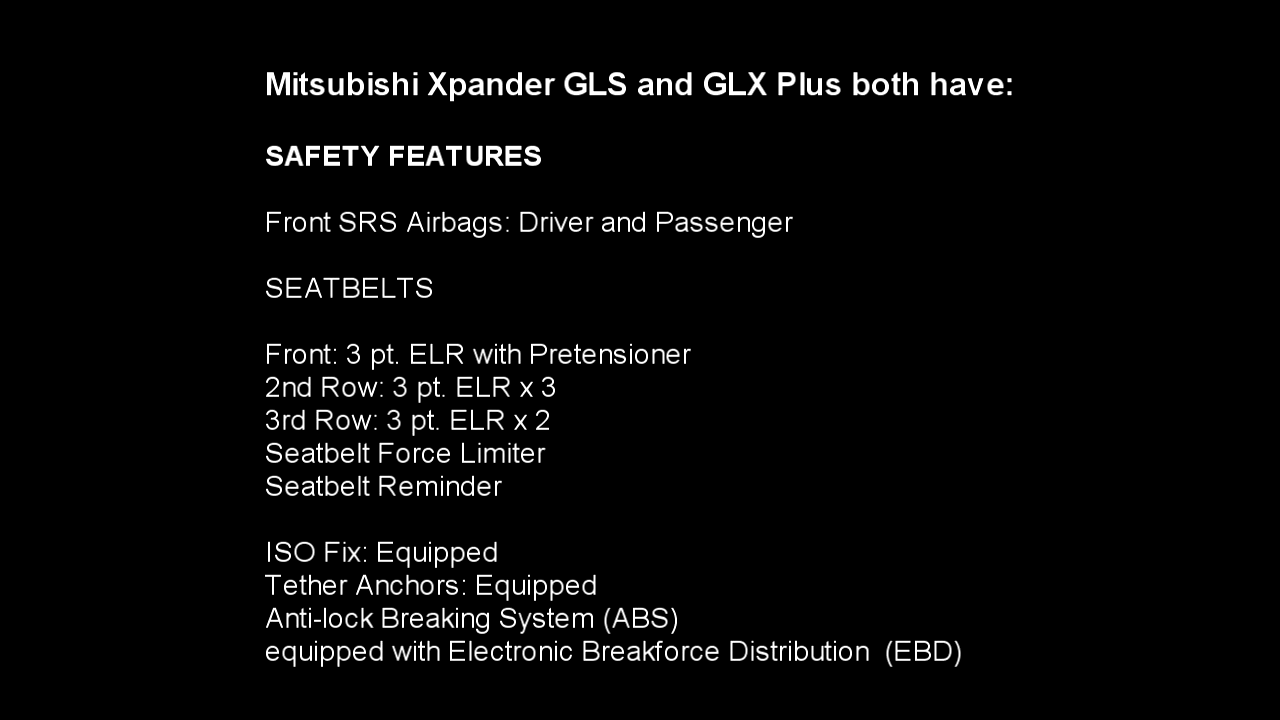 Mitsubishi Xpander GLS and GLX Plus both have:
SAFETY FEATURES
Front SRS Airbags: Driver and Passenger
SEATBELTS
Front: 3 pt. ELR with Pretensioner
2nd Row: 3 pt. ELR x 3
3rd Row: 3 pt. ELR x 2
Seatbelt Force Limiter
Seatbelt Reminder
ISO Fix: Equipped
Tether Anchors: Equipped
Anti-lock Breaking System (ABS)
equipped with Electronic Breakforce Distribution  (EBD)